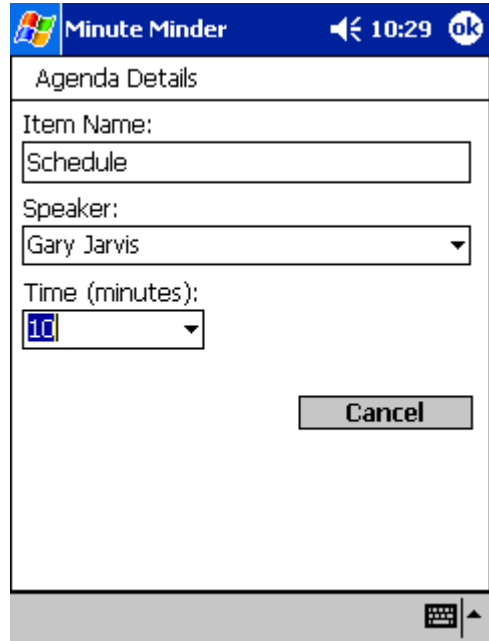 Minute Minder 10:29 ok
Agenda Details
Item Name:
Schedule
Speaker:
Gary Jarvis
Time (minutes):
10
Cancel